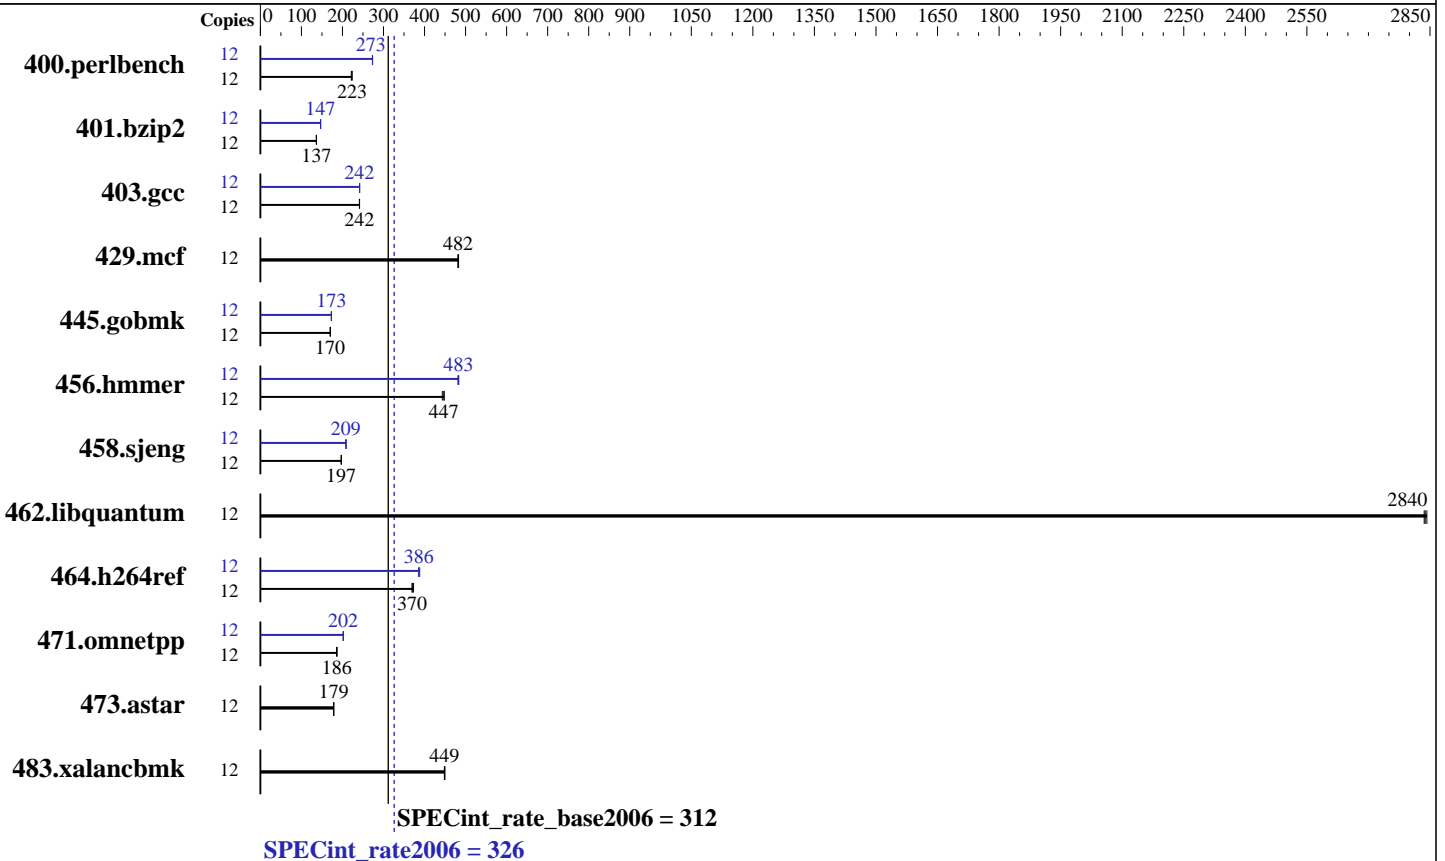 Copies 0 100 200 300 400 500 600 700 800 900 1050 1200 1350 1500 1650 1800 1950 2100 2250 2400 2550 2850
400.perlbench 12 273
12 223
401.bzip2 12 147
12 137
403.gcc 12 242
12 242
429.mcf 12 482
445.gobmk 12 173
12 170
456.hmmer 12 483
12 447
458.sjeng 12 209
12 197
462.libquantum 12 2840
464.h264ref 12 386
12 370
471.omnetpp 12 202
12 186
473.astar 12 179
483.xalancbmk 12 449
SPECint_rate_base2006 = 312
SPECint_rate2006 = 326